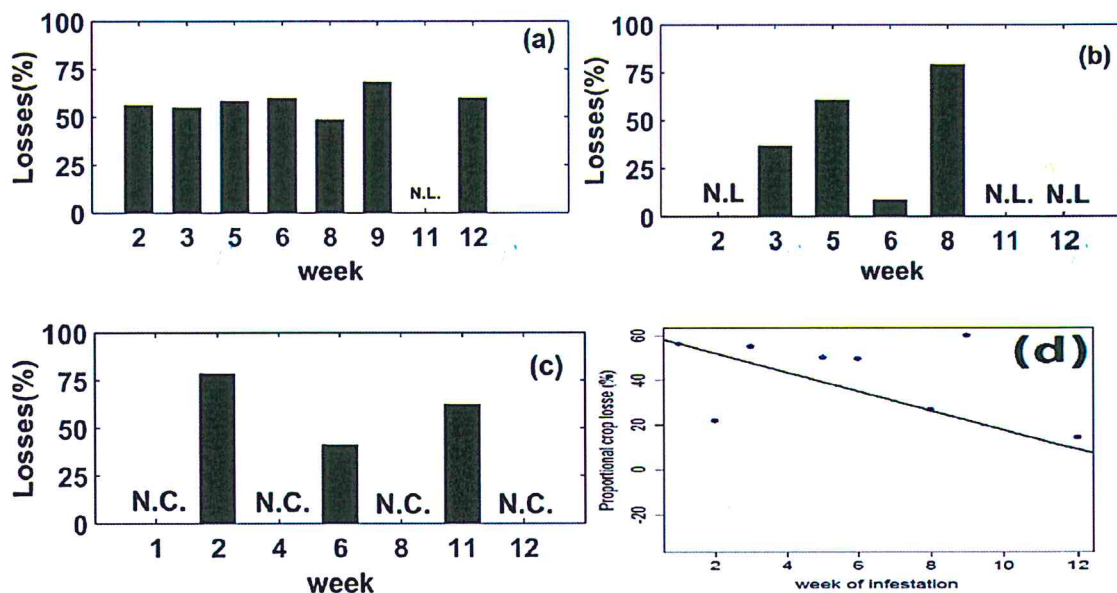 100
75
50
25
0
Losses(%)
(a)
N.L.
2 3 5 6 8 9 11 12
week
100
75
50
25
0
Losses(%)
(b)
N.L
N.L.
N.L
2 3 5 6 8 11 12
week
100
75
50
25
0
Losses(%)
(c)
N.C.
N.C.
N.C.
N.C.
1 2 4 6 8 11 12
week
60
40
20
0
-20
Proportional crop losse (%)
(d)
2 4 6 8 10 12
week of infestation